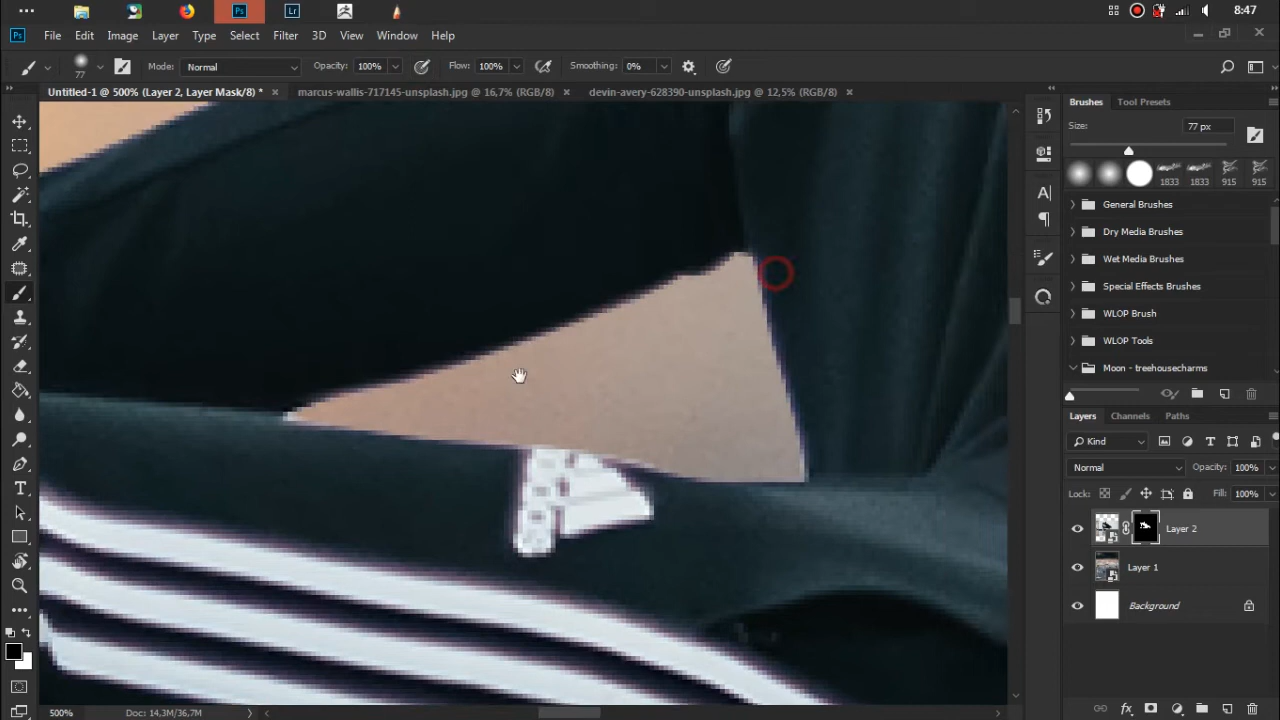 Ps
Lr
8:47
Ps
File
Edit
Image
Layer
Type
Select
Filter
3D
View
Window
Help
77
Mode:
Normal
Opacity:
100%
Flow:
100%
Smoothing:
0%
Untitled-1 @ 500% (Layer 2, Layer Mask/8) *
marcus-wallis-717145-unsplash.jpg @ 16,7% (RGB/8)
devin-avery-628390-unsplash.jpg @ 12,5% (RGB/8)
Brushes
Tool Presets
Size:
77 px
1833
1833
915
915
General Brushes
Dry Media Brushes
Wet Media Brushes
Special Effects Brushes
WLOP Brush
WLOP Tools
Moon - treehousecharms
Layers
Channels
Paths
Kind
Normal
Opacity:
100%
Lock:
Fill:
100%
Layer 2
Layer 1
Background
500%
Doc: 14,3M/36,7M